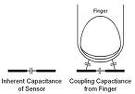 Finger
Inherent Capacitance
of Sensor
Coupling Capacitance
from Finger